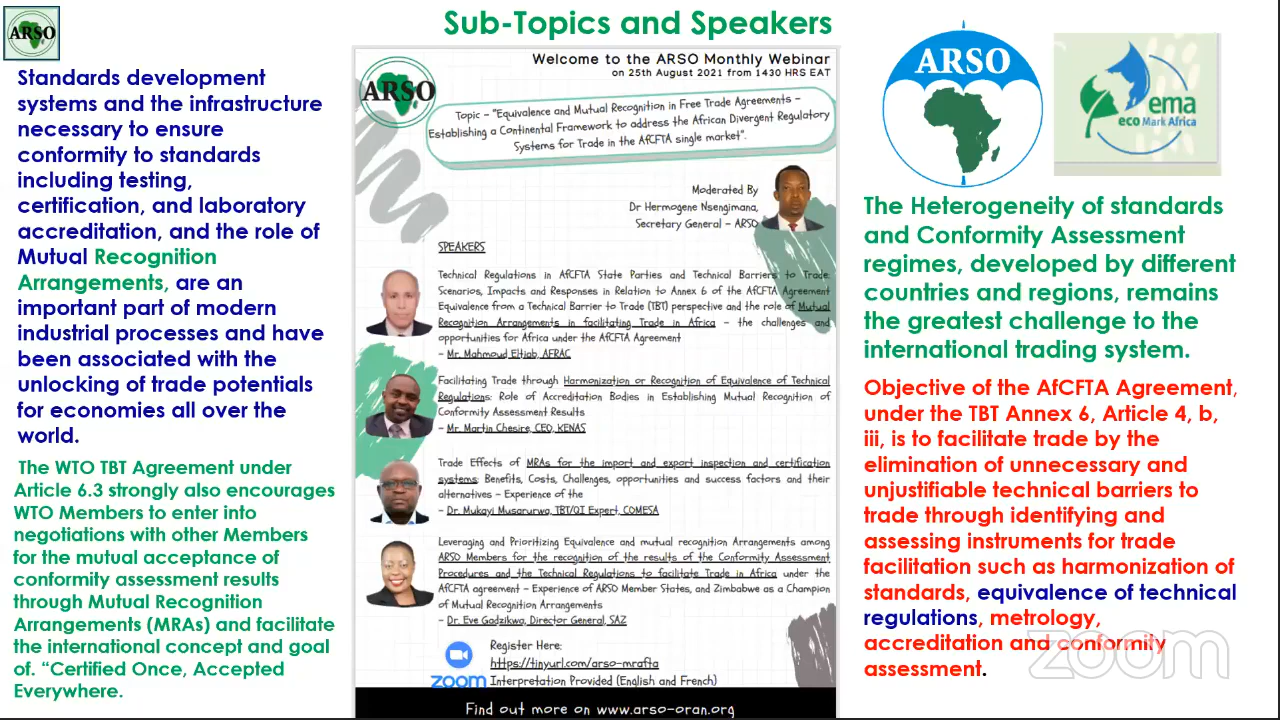 Sub-Topics and Speakers
ARSO
Standards development
systems and the infrastructure
necessary to ensure
conformity to standards
including testing,
certification, and laboratory
accreditation, and the role of
Mutual Recognition
Arrangements, are an
important part of modern
industrial processes and have
been associated with the
unlocking of trade potentials
for economies all over the
world.
The WTO TBT Agreement under
Article 6.3 strongly also encourages
WTO Members to enter into
negotiations with other Members
for the mutual acceptance of
conformity assessment results
through Mutual Recognition
Arrangements (MRAs) and facilitate
the international concept and goal
of. “Certified Once, Accepted
Everywhere.
Welcome to the ARSO Monthly Webinar
on 25th August 2021 from 1430 HRS EAT
ARSO
Topic – "Equivalence and Mutual Recognition in Free Trade Agreements –
Establishing a Continental Framework to address the African Divergent Regulatory
Systems for Trade in the AfCFTA single market".
Moderated By
Dr Hermogene Nsengimana,
Secretary General – ARSO
SPEAKERS
Technical Regulations in AfCFTA State Parties and Technical Barriers to Trade:
Scenarios, Impacts and Responses in Relation to Annex 6 of the AfCFTA Agreement
Equivalence from a Technical Barrier to Trade (TBT) perspective and the role of Mutual
Recognition Arrangements in facilitating Trade in Africa – the challenges and
opportunities for Africa under the AfCFTA Agreement
– Mr. Mahmoud Eltiab, AFRAC
Facilitating Trade through Harmonization or Recognition of Equivalence of Technical
Regulations: Role of Accreditation Bodies in Establishing Mutual Recognition of
Conformity Assessment Results
– Mr. Martin Chesire, CEO, KENAS
Trade Effects of MRAs for the import and export inspection and certification
systems: Benefits, Costs, Challenges, opportunities and success factors and their
alternatives – Experience of the
– Dr. Mukayi Musarurwa, TBT/QI Expert, COMESA
Leveraging and Prioritizing Equivalence and mutual recognition Arrangements among
ARSO Members for the recognition of the results of the Conformity Assessment
Procedures and the Technical Regulations to facilitate Trade in Africa under the
AfCFTA agreement – Experience of ARSO Member States, and Zimbabwe as a Champion
of Mutual Recognition Arrangements
– Dr. Eve Gadzikwa, Director General, SAZ
Register Here:
https://tinyurl.com/arso-mrafta
zoom Interpretation Provided (English and French)
Find out more on www.arso-oran.org
ARSO
ema
eco Mark Africa
The Heterogeneity of standards
and Conformity Assessment
regimes, developed by different
countries and regions, remains
the greatest challenge to the
international trading system.
Objective of the AfCFTA Agreement,
under the TBT Annex 6, Article 4, b,
iii, is to facilitate trade by the
elimination of unnecessary and
unjustifiable technical barriers to
trade through identifying and
assessing instruments for trade
facilitation such as harmonization of
standards, equivalence of technical
regulations, metrology,
accreditation and conformity
assessment.
zoom